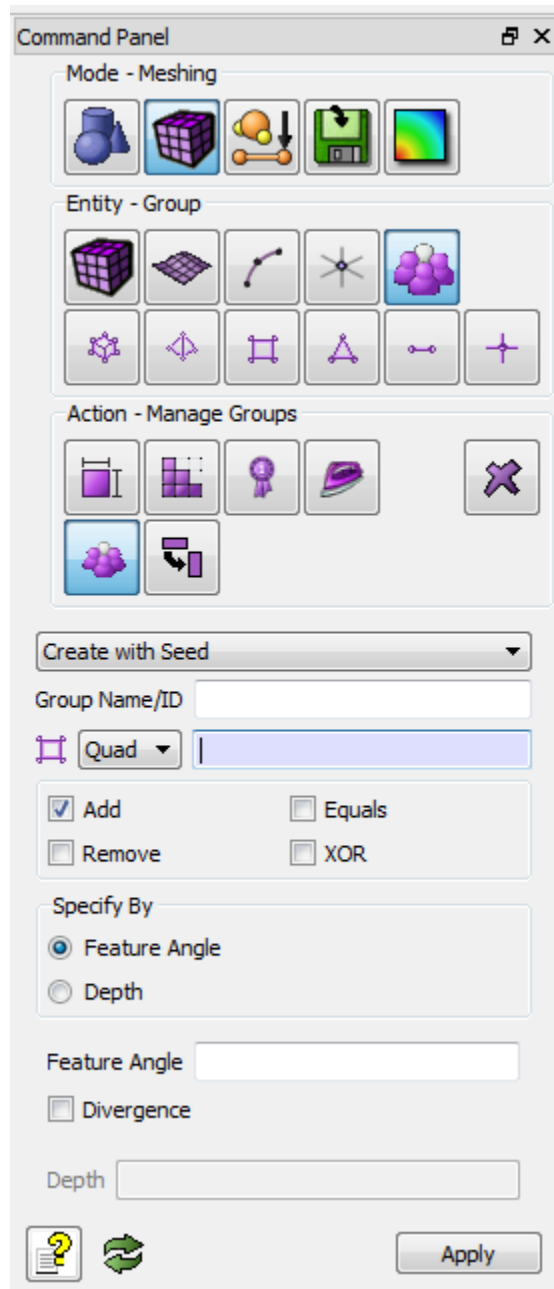 Command Panel
Mode - Meshing
Entity - Group
Action - Manage Groups
Create with Seed
Group Name/ID
Quad
Add Equals
Remove XOR
Specify By
Feature Angle
Depth
Feature Angle
Divergence
Depth
Apply